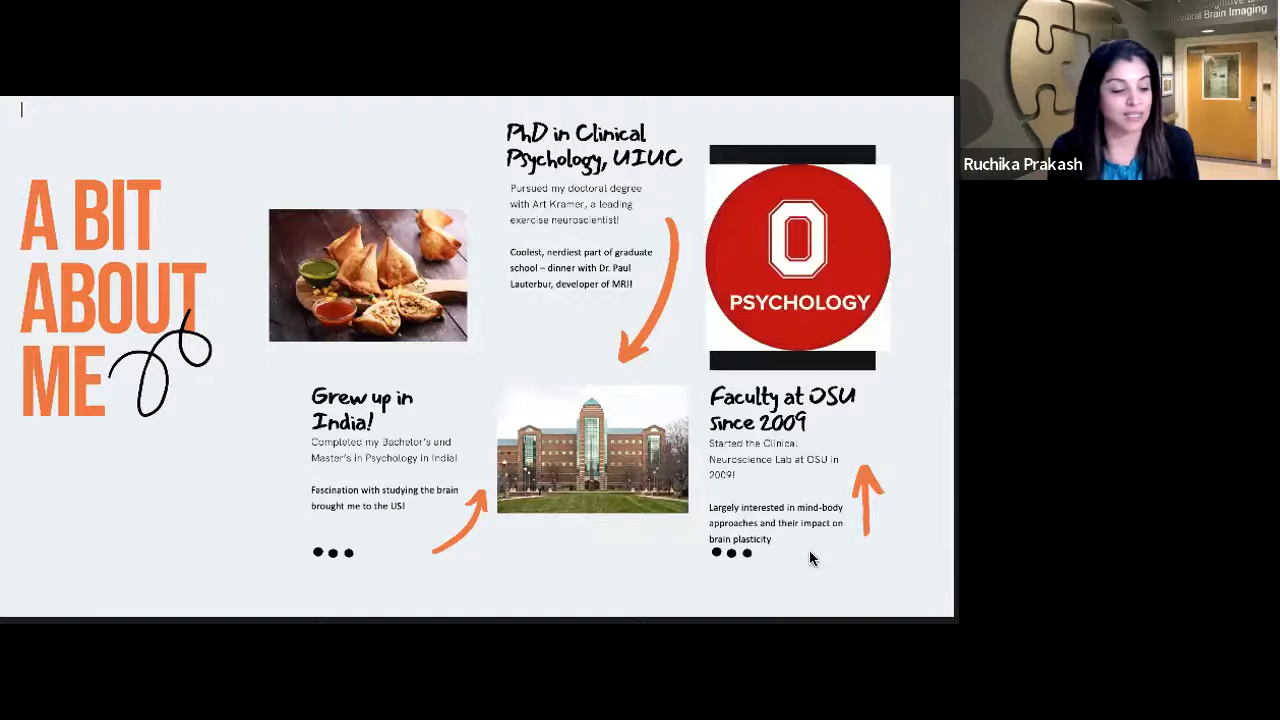 A BIT
ABOUT
ME
Grew up in
India!
Completed my Bachelor's and
Master's in Psychology in India!
Fascination with studying the brain
brought me to the US!
PhD in Clinical
Psychology, UIUC
Pursued my doctoral degree
with Art Kramer, a leading
exercise neuroscientist!
Coolest, nerdiest part of graduate
school – dinner with Dr. Paul
Lauterbur, developer of MRI!
O
PSYCHOLOGY
Faculty at OSU
since 2009
Started the Clinical
Neuroscience Lab at OSU in
2009!
Largely interested in mind-body
approaches and their impact on
brain plasticity
Brain Imaging
Ruchika Prakash